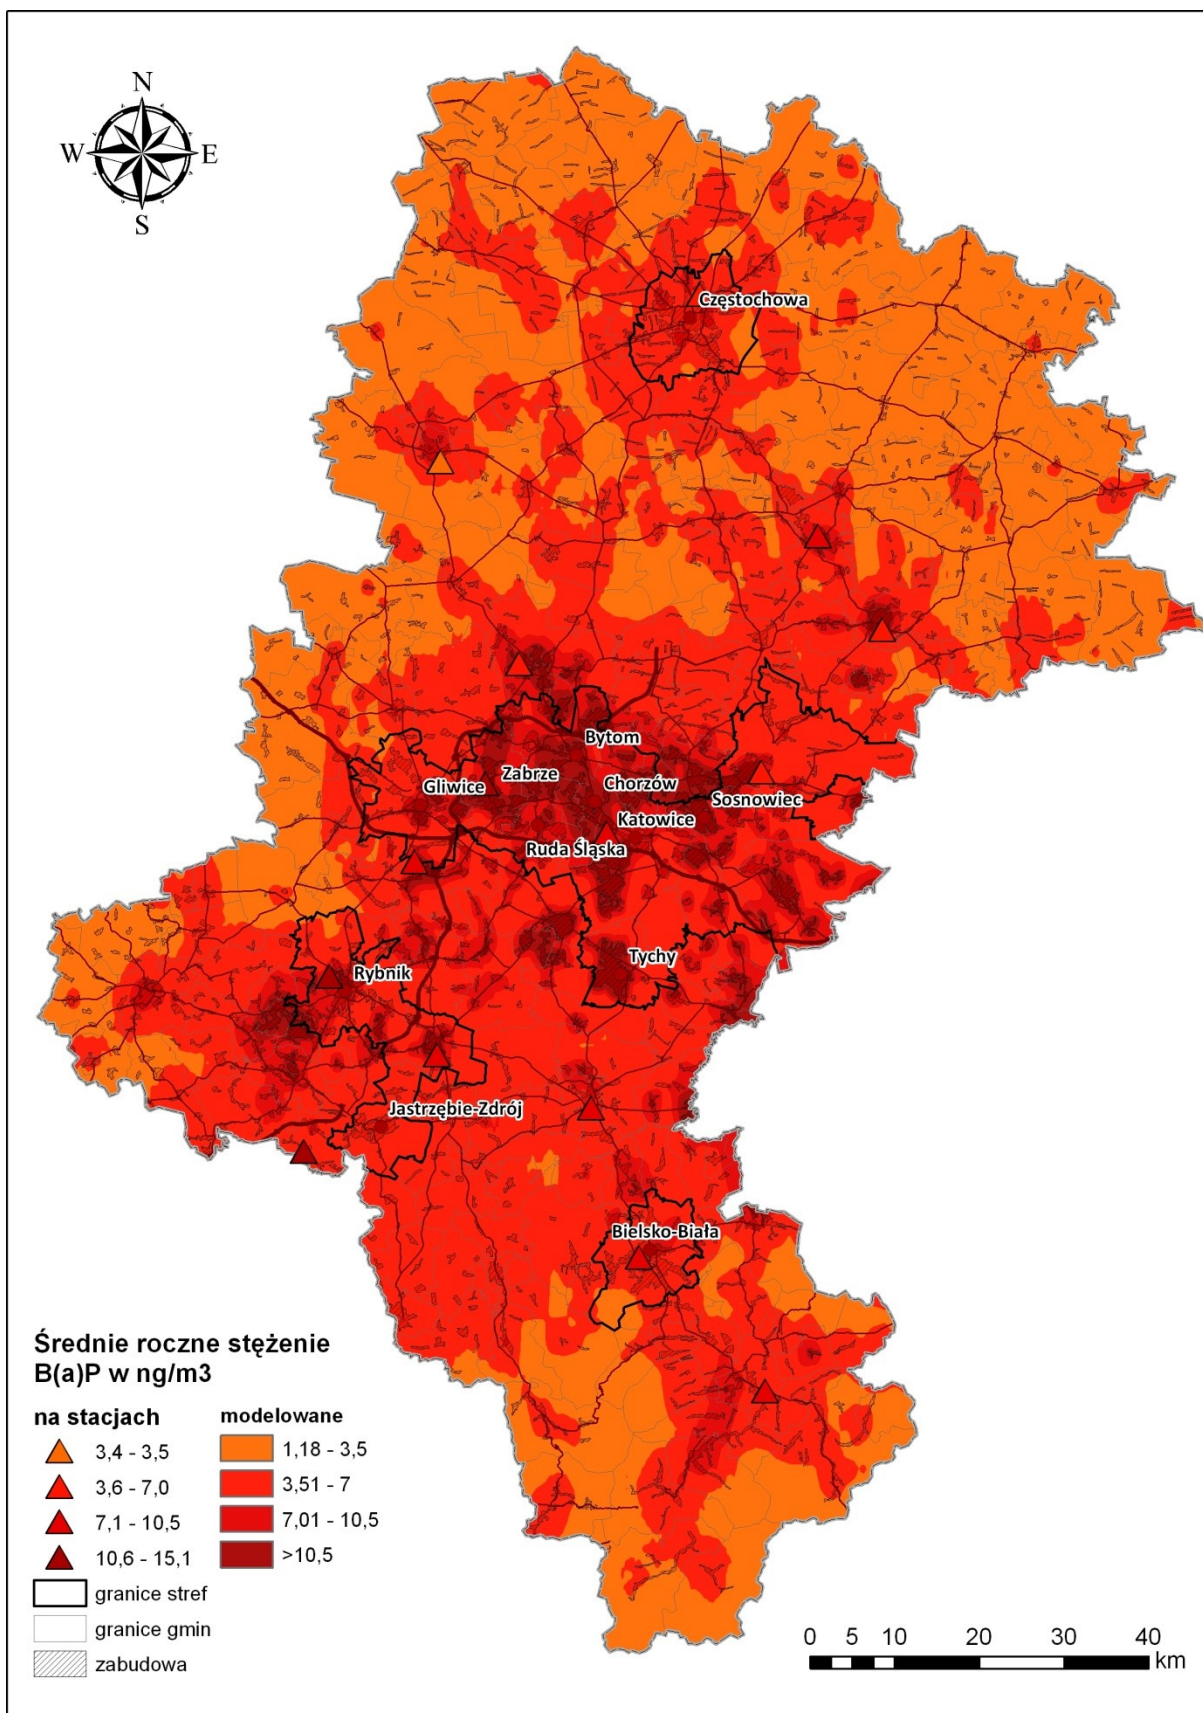 N
W E
S
Częstochowa
Bytom
Zabrze
Gliwice
Chorzów
Sosnowiec
Katowice
Ruda Śląska
Tychy
Rybnik
Jastrzębie-Zdrój
Bielsko-Biała
Średnie roczne stężenie
B(a)P w ng/m3
na stacjach
3,4 - 3,5
3,6 - 7,0
7,1 - 10,5
10,6 - 15,1
granice stref
granice gmin
zabudowa
modelowane
1,18 - 3,5
3,51 - 7
7,01 - 10,5
>10,5
0 5 10 20 30 40
km